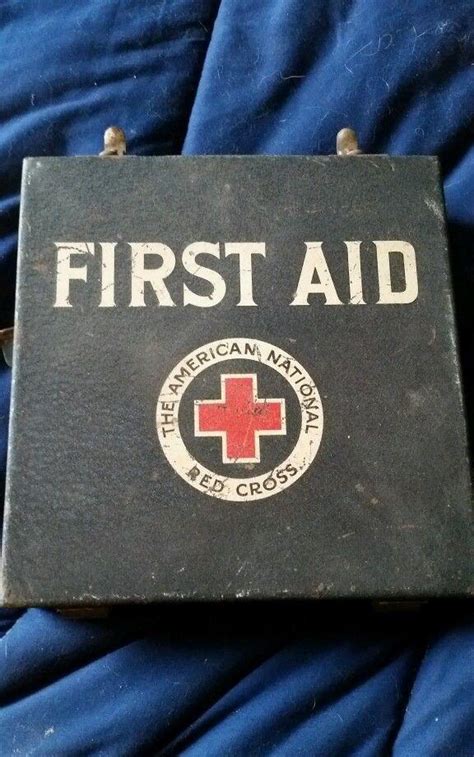 FIRST AID
THE AMERICAN NATIONAL
RED CROSS